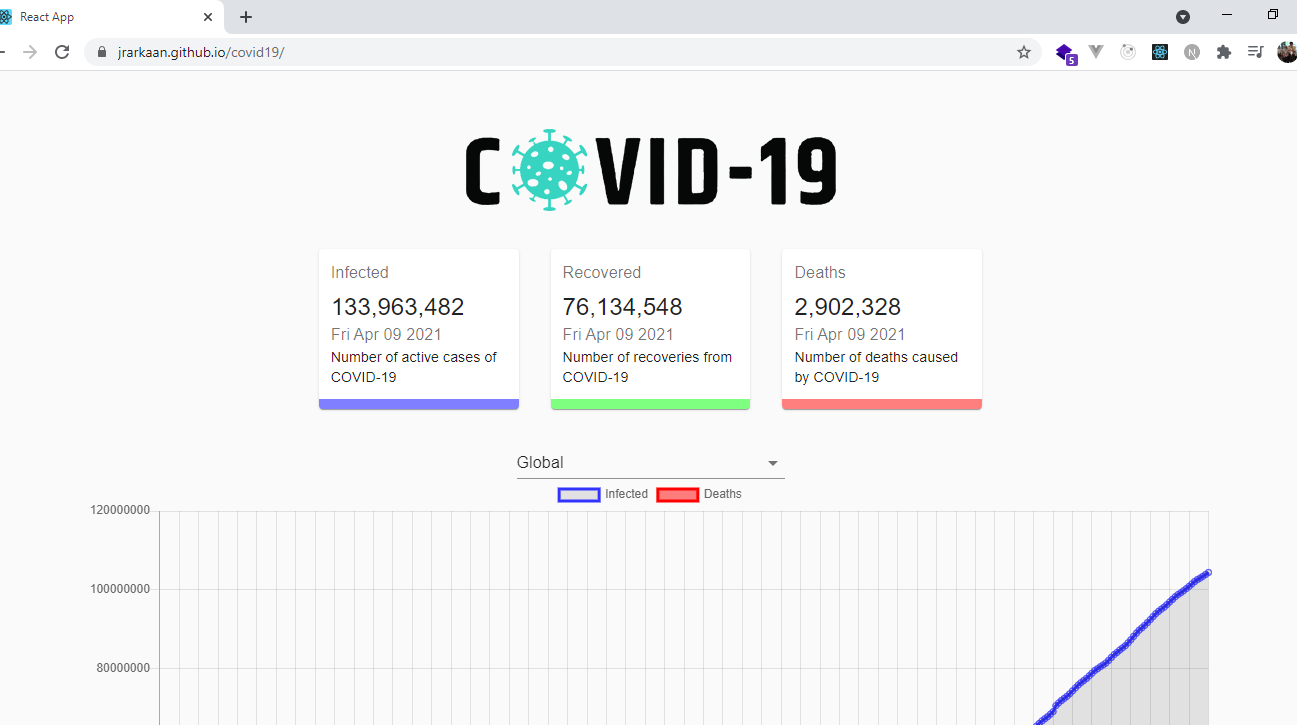 React App
jrarkaan.github.io/covid19/
5
N
C VID-19
Infected
133,963,482
Fri Apr 09 2021
Number of active cases of
COVID-19
Recovered
76,134,548
Fri Apr 09 2021
Number of recoveries from
COVID-19
Deaths
2,902,328
Fri Apr 09 2021
Number of deaths caused
by COVID-19
Global
Infected
Deaths
120000000
100000000
80000000